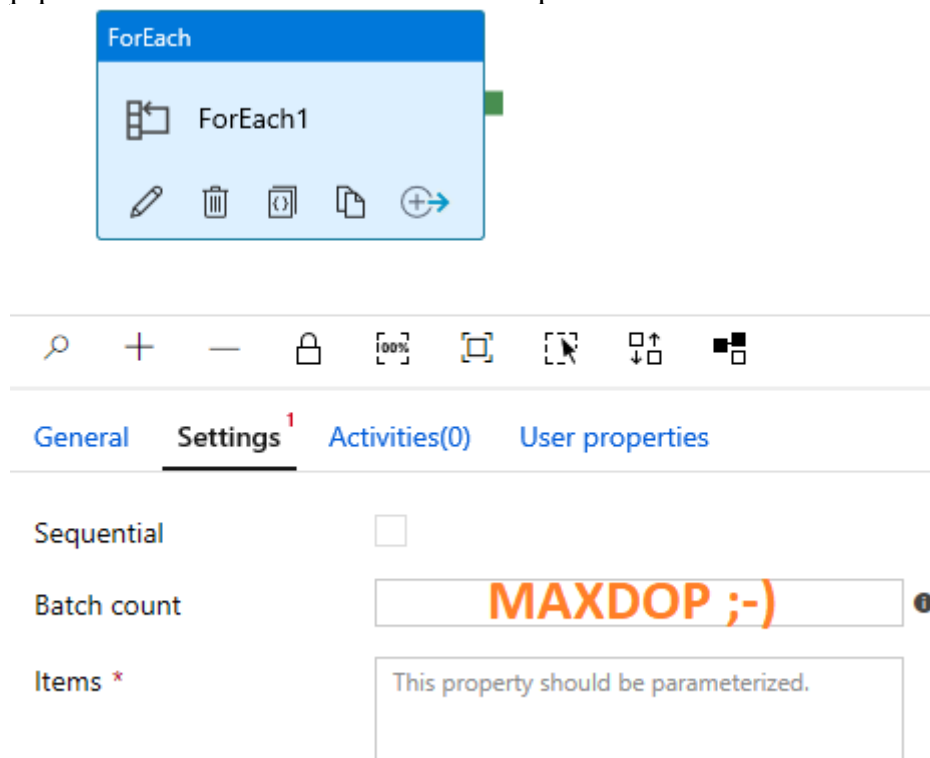 ForEach
ForEach1
100%
General Settings 1 Activities(0) User properties
Sequential
Batch count MAXDOP ;-)
Items * This property should be parameterized.